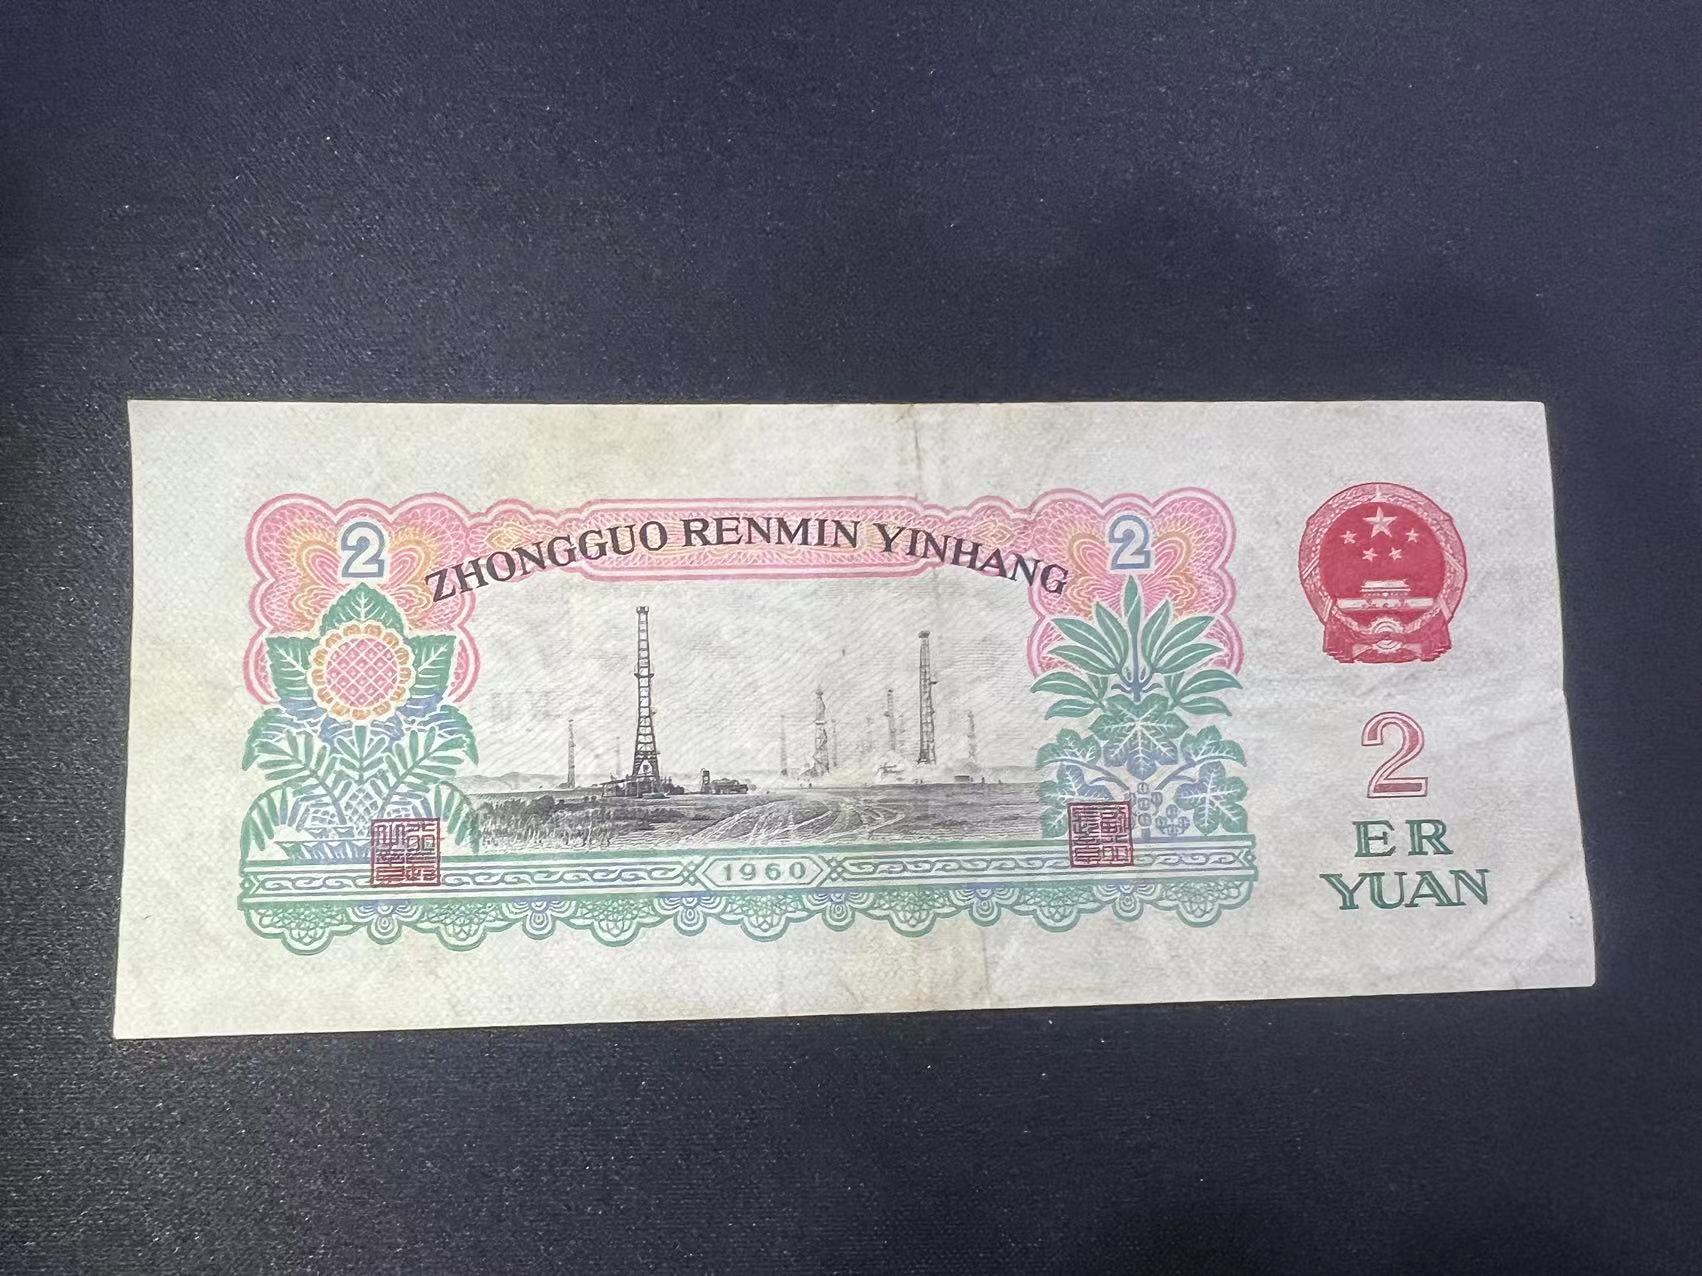 2
ZHONGGUO RENMIN YINHANG
2
1960
2
ER
YUAN